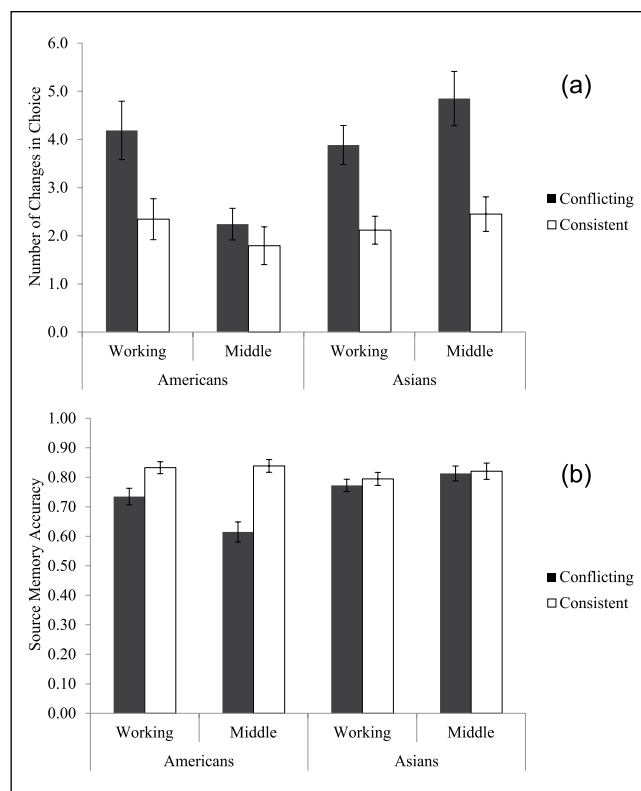 (a)
Number of Changes in Choice
6.0
5.0
4.0
3.0
2.0
1.0
0.0
Conflicting
Consistent
Working Middle Working Middle
Americans Asians
(b)
Source Memory Accuracy
1.00
0.90
0.80
0.70
0.60
0.50
0.40
0.30
0.20
0.10
0.00
Conflicting
Consistent
Working Middle Working Middle
Americans Asians